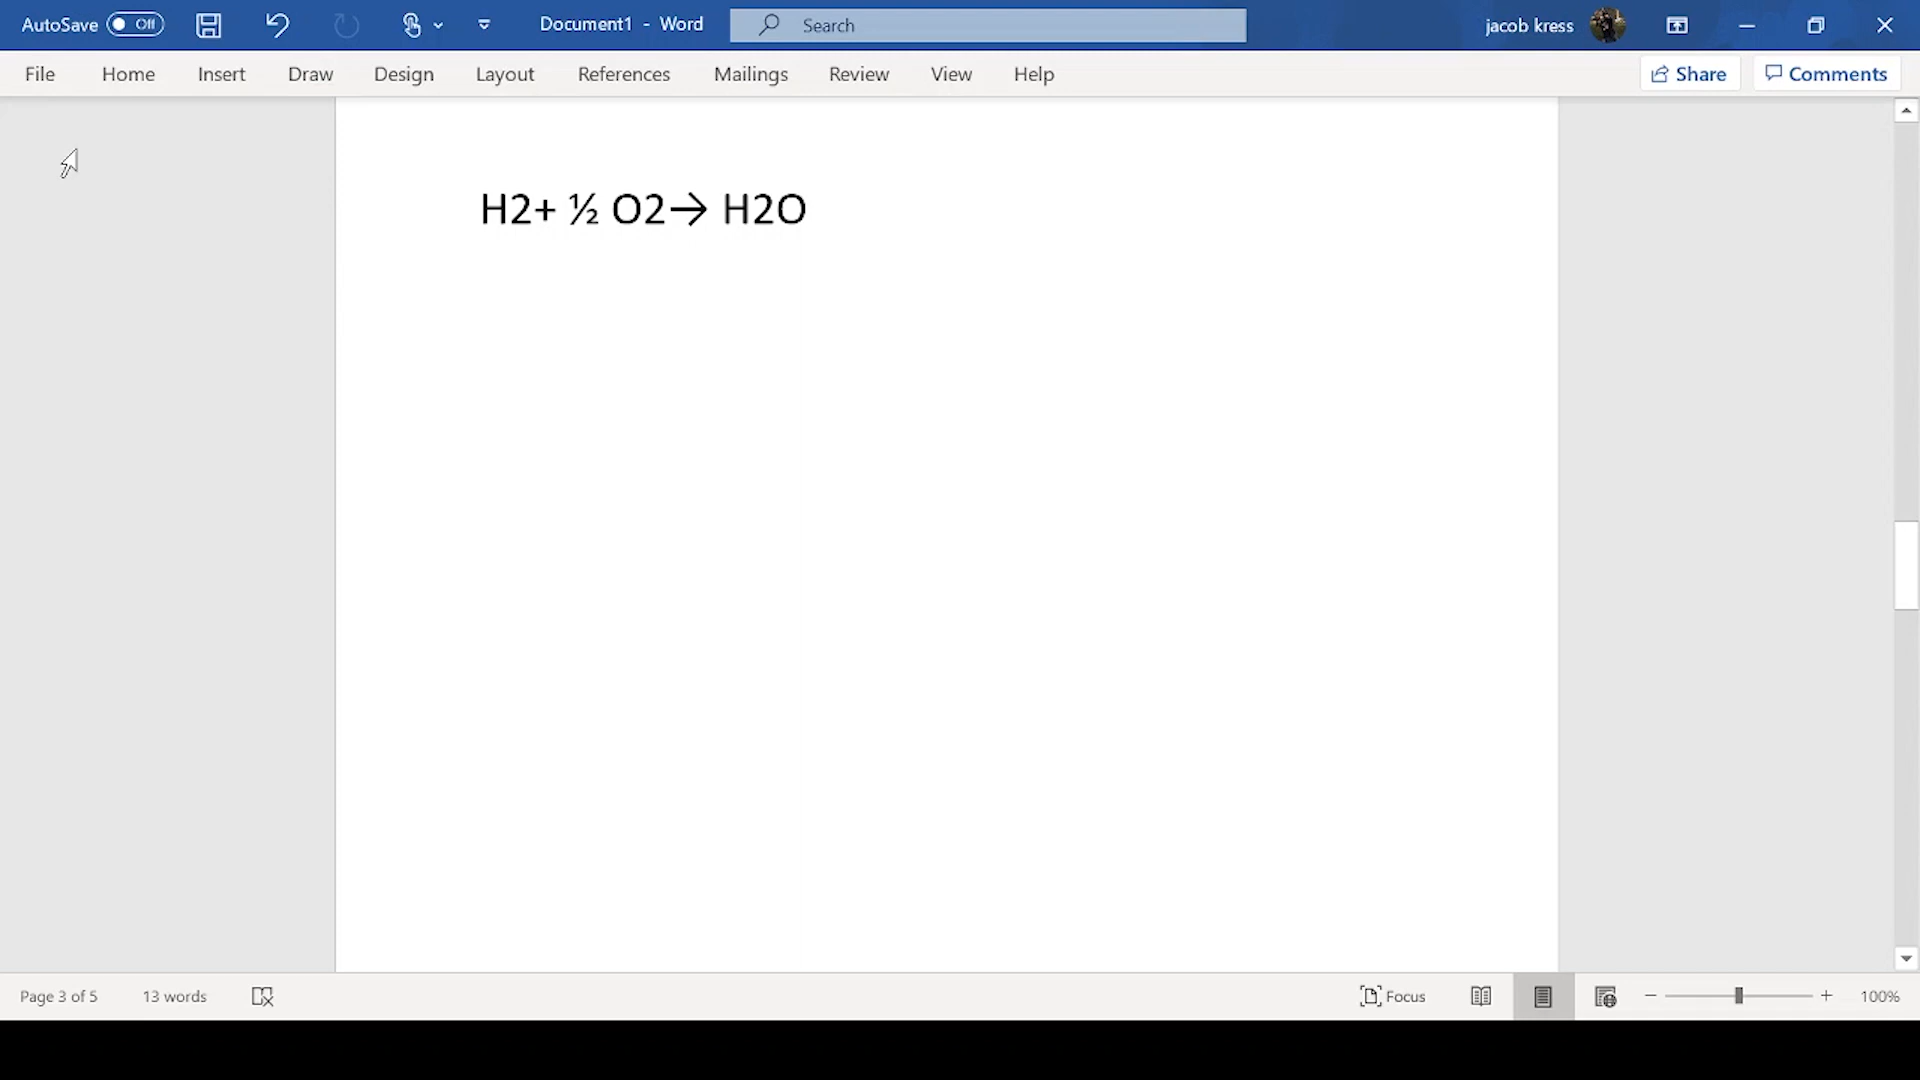 AutoSave Off Document1 - Word Search jacob kress
File Home Insert Draw Design Layout References Mailings Review View Help Share Comments
H2+ ½ O2→ H2O
Page 3 of 5 13 words Focus 100%